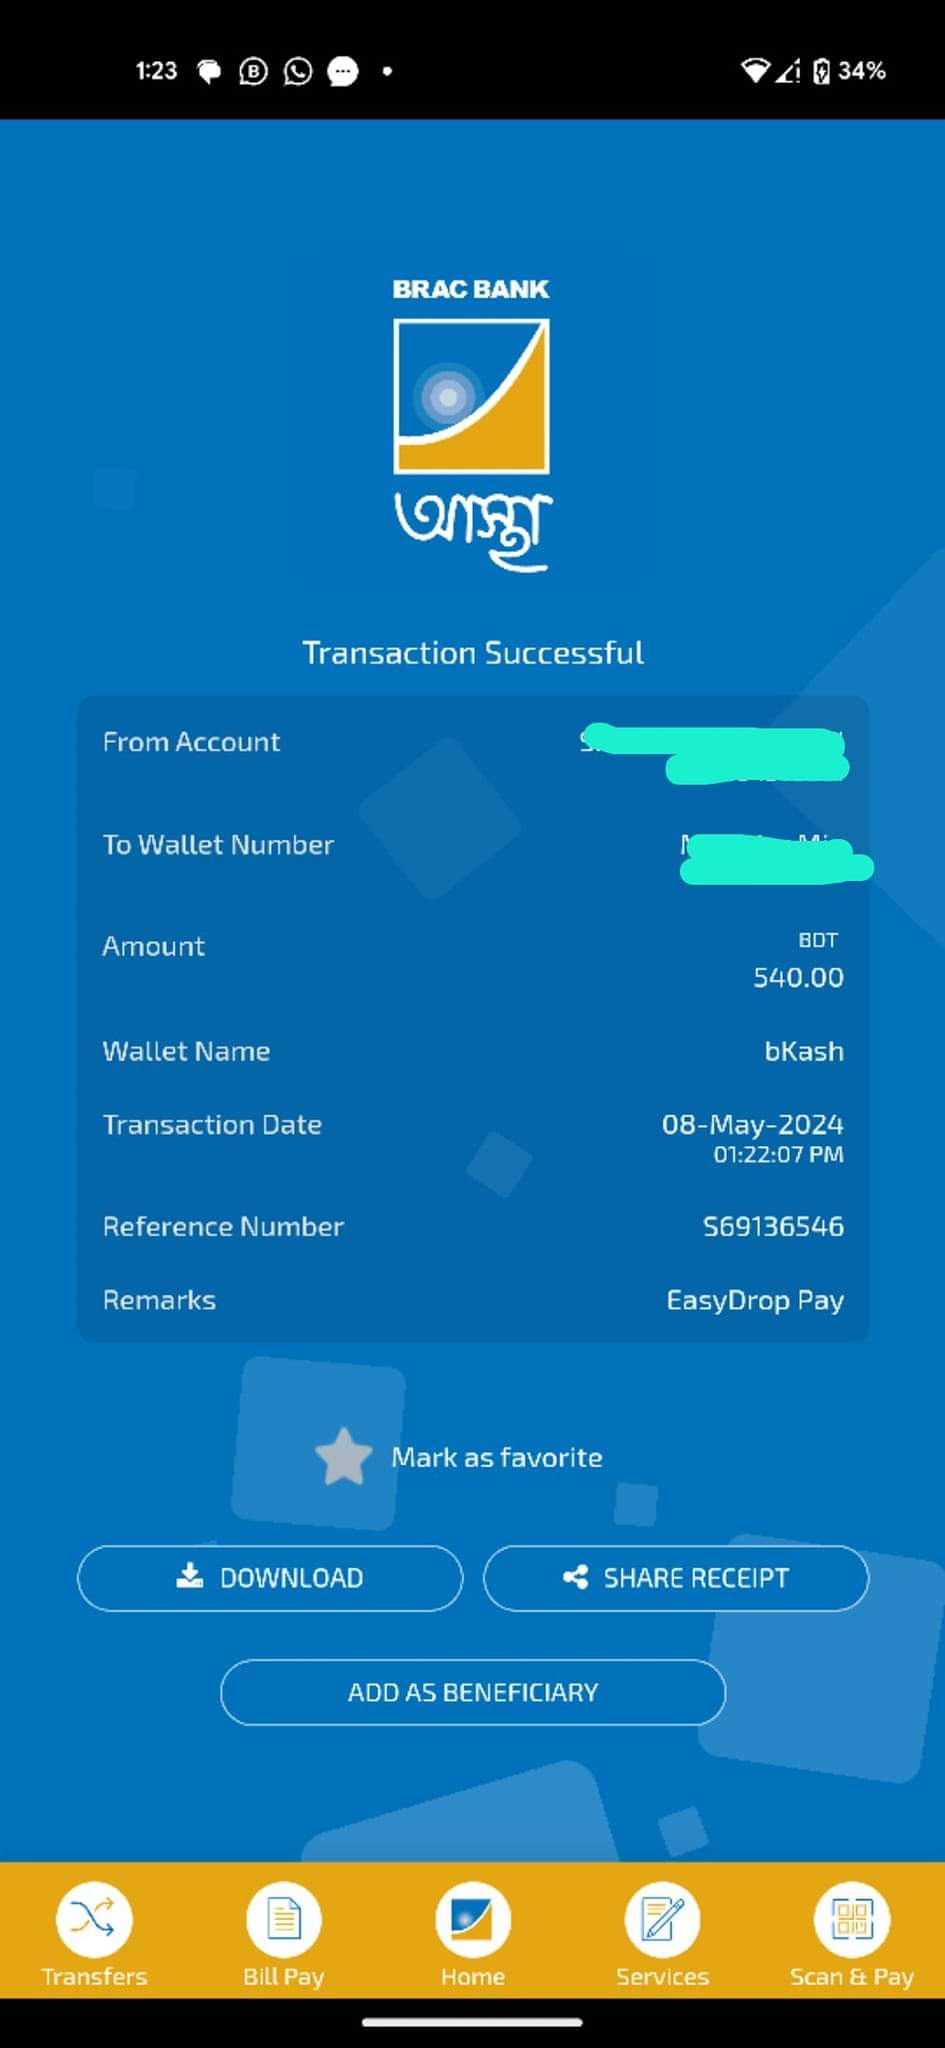 1:23
34%
BRAC BANK
আস্থা
Transaction Successful
From Account
To Wallet Number
Amount
BDT
540.00
Wallet Name
bKash
Transaction Date
08-May-2024
01:22:07 PM
Reference Number
S69136546
Remarks
EasyDrop Pay
Mark as favorite
DOWNLOAD
SHARE RECEIPT
ADD AS BENEFICIARY
Transfers
Bill Pay
Home
Services
Scan & Pay